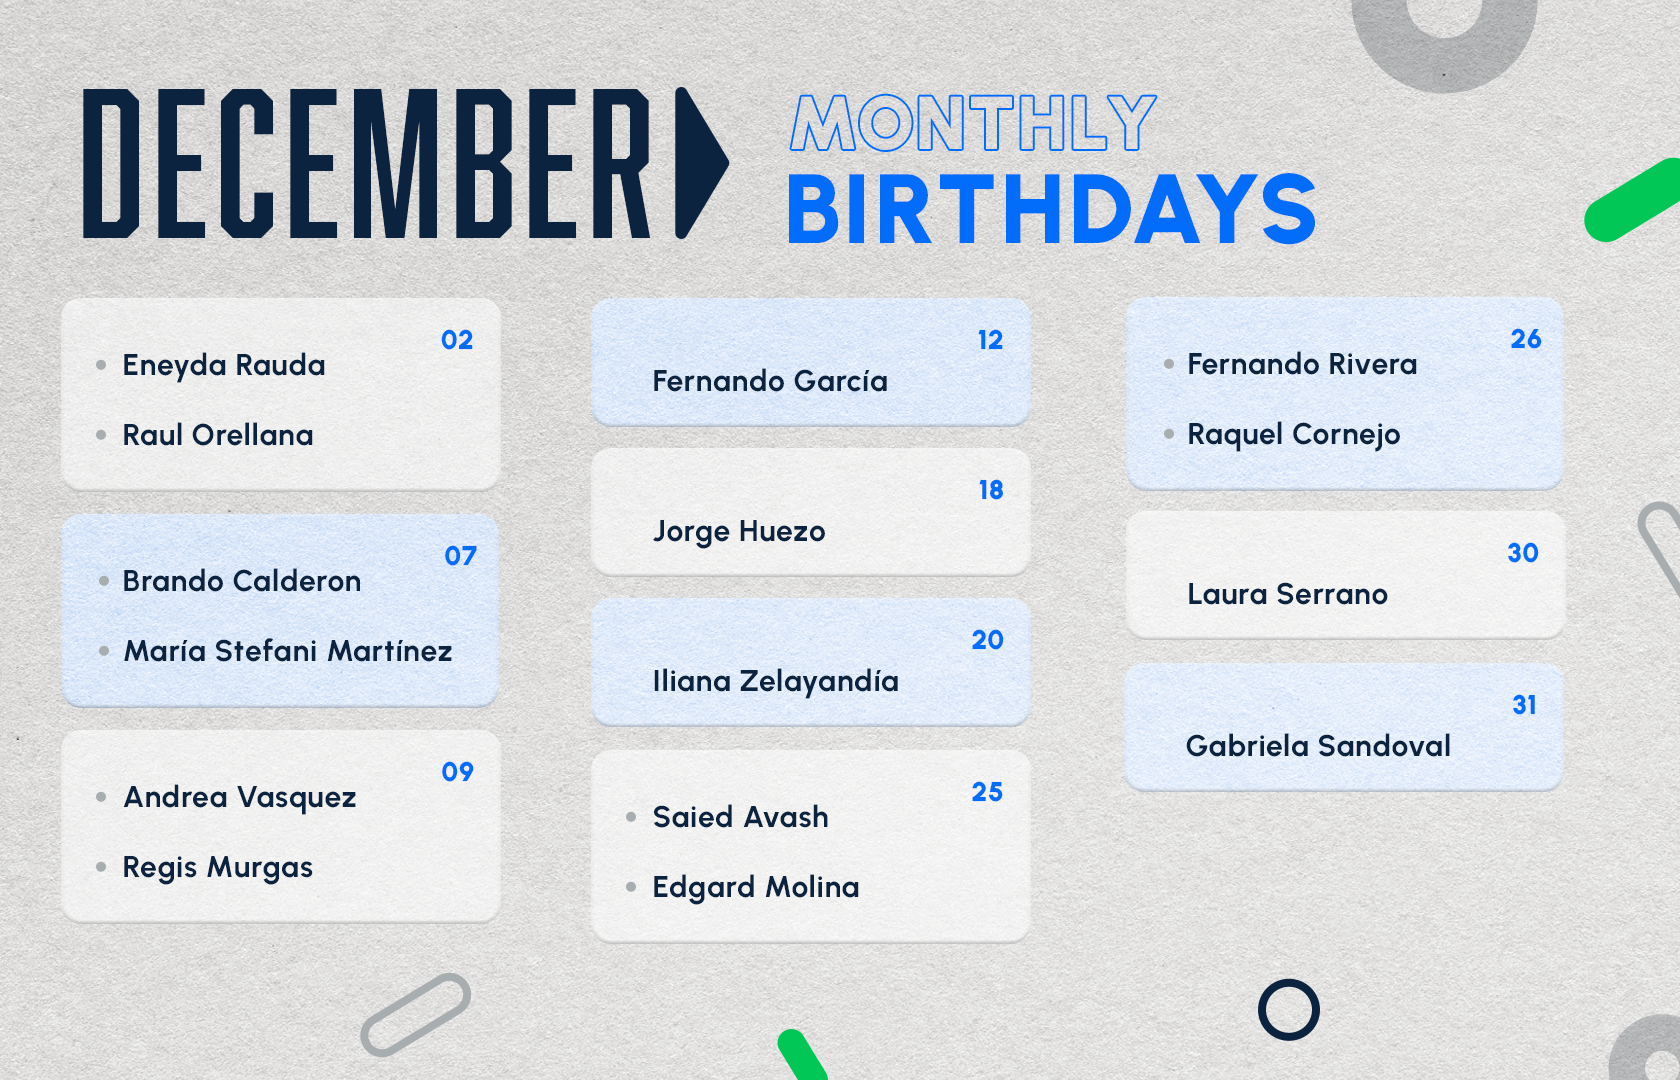 DECEMBER
MONTHLY
BIRTHDAYS
02
Eneyda Rauda
Raul Orellana
07
Brando Calderon
María Stefani Martínez
09
Andrea Vasquez
Regis Murgas
12
Fernando García
18
Jorge Huezo
20
Iliana Zelayandía
25
Saied Avash
Edgard Molina
26
Fernando Rivera
Raquel Cornejo
30
Laura Serrano
31
Gabriela Sandoval